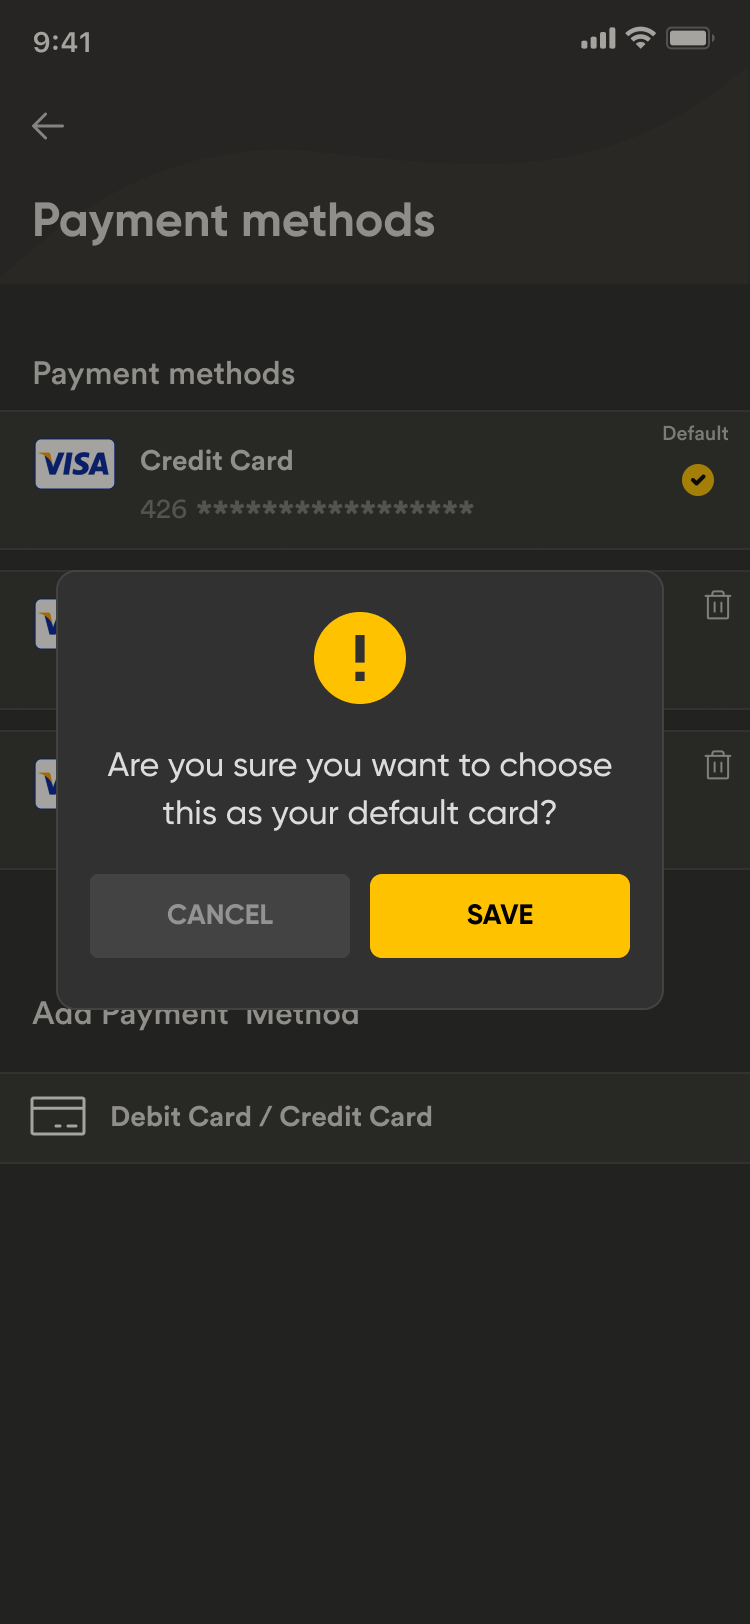 9:41
Payment methods
Payment methods
Default
VISA
Credit Card
426 *****************
!
Are you sure you want to choose
this as your default card?
CANCEL
SAVE
Add Payment Method
Debit Card / Credit Card